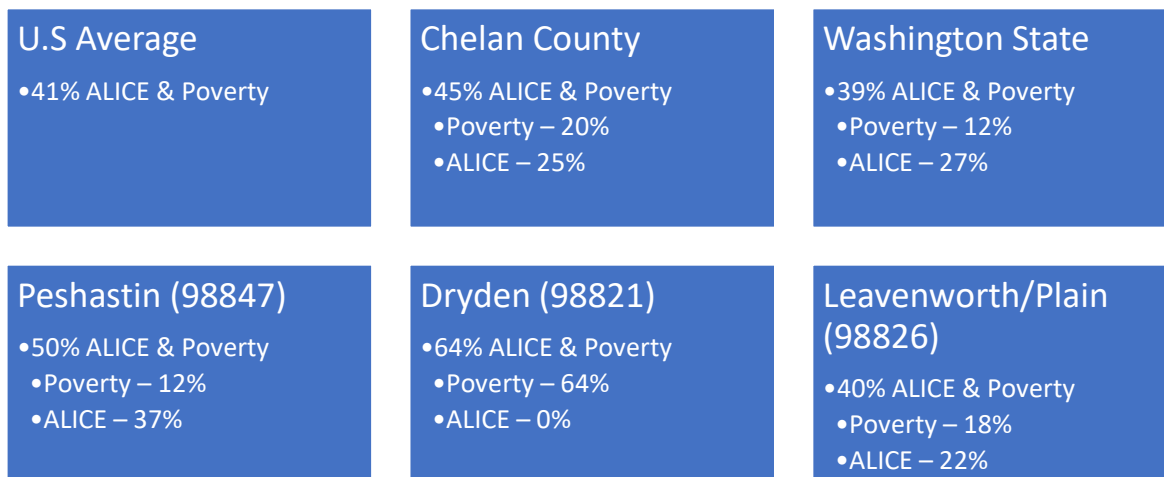 U.S Average
•41% ALICE & Poverty
Chelan County
•45% ALICE & Poverty
•Poverty – 20%
•ALICE – 25%
Washington State
•39% ALICE & Poverty
•Poverty – 12%
•ALICE – 27%
Peshastin (98847)
•50% ALICE & Poverty
•Poverty – 12%
•ALICE – 37%
Dryden (98821)
•64% ALICE & Poverty
•Poverty – 64%
•ALICE – 0%
Leavenworth/Plain
(98826)
•40% ALICE & Poverty
•Poverty – 18%
•ALICE – 22%